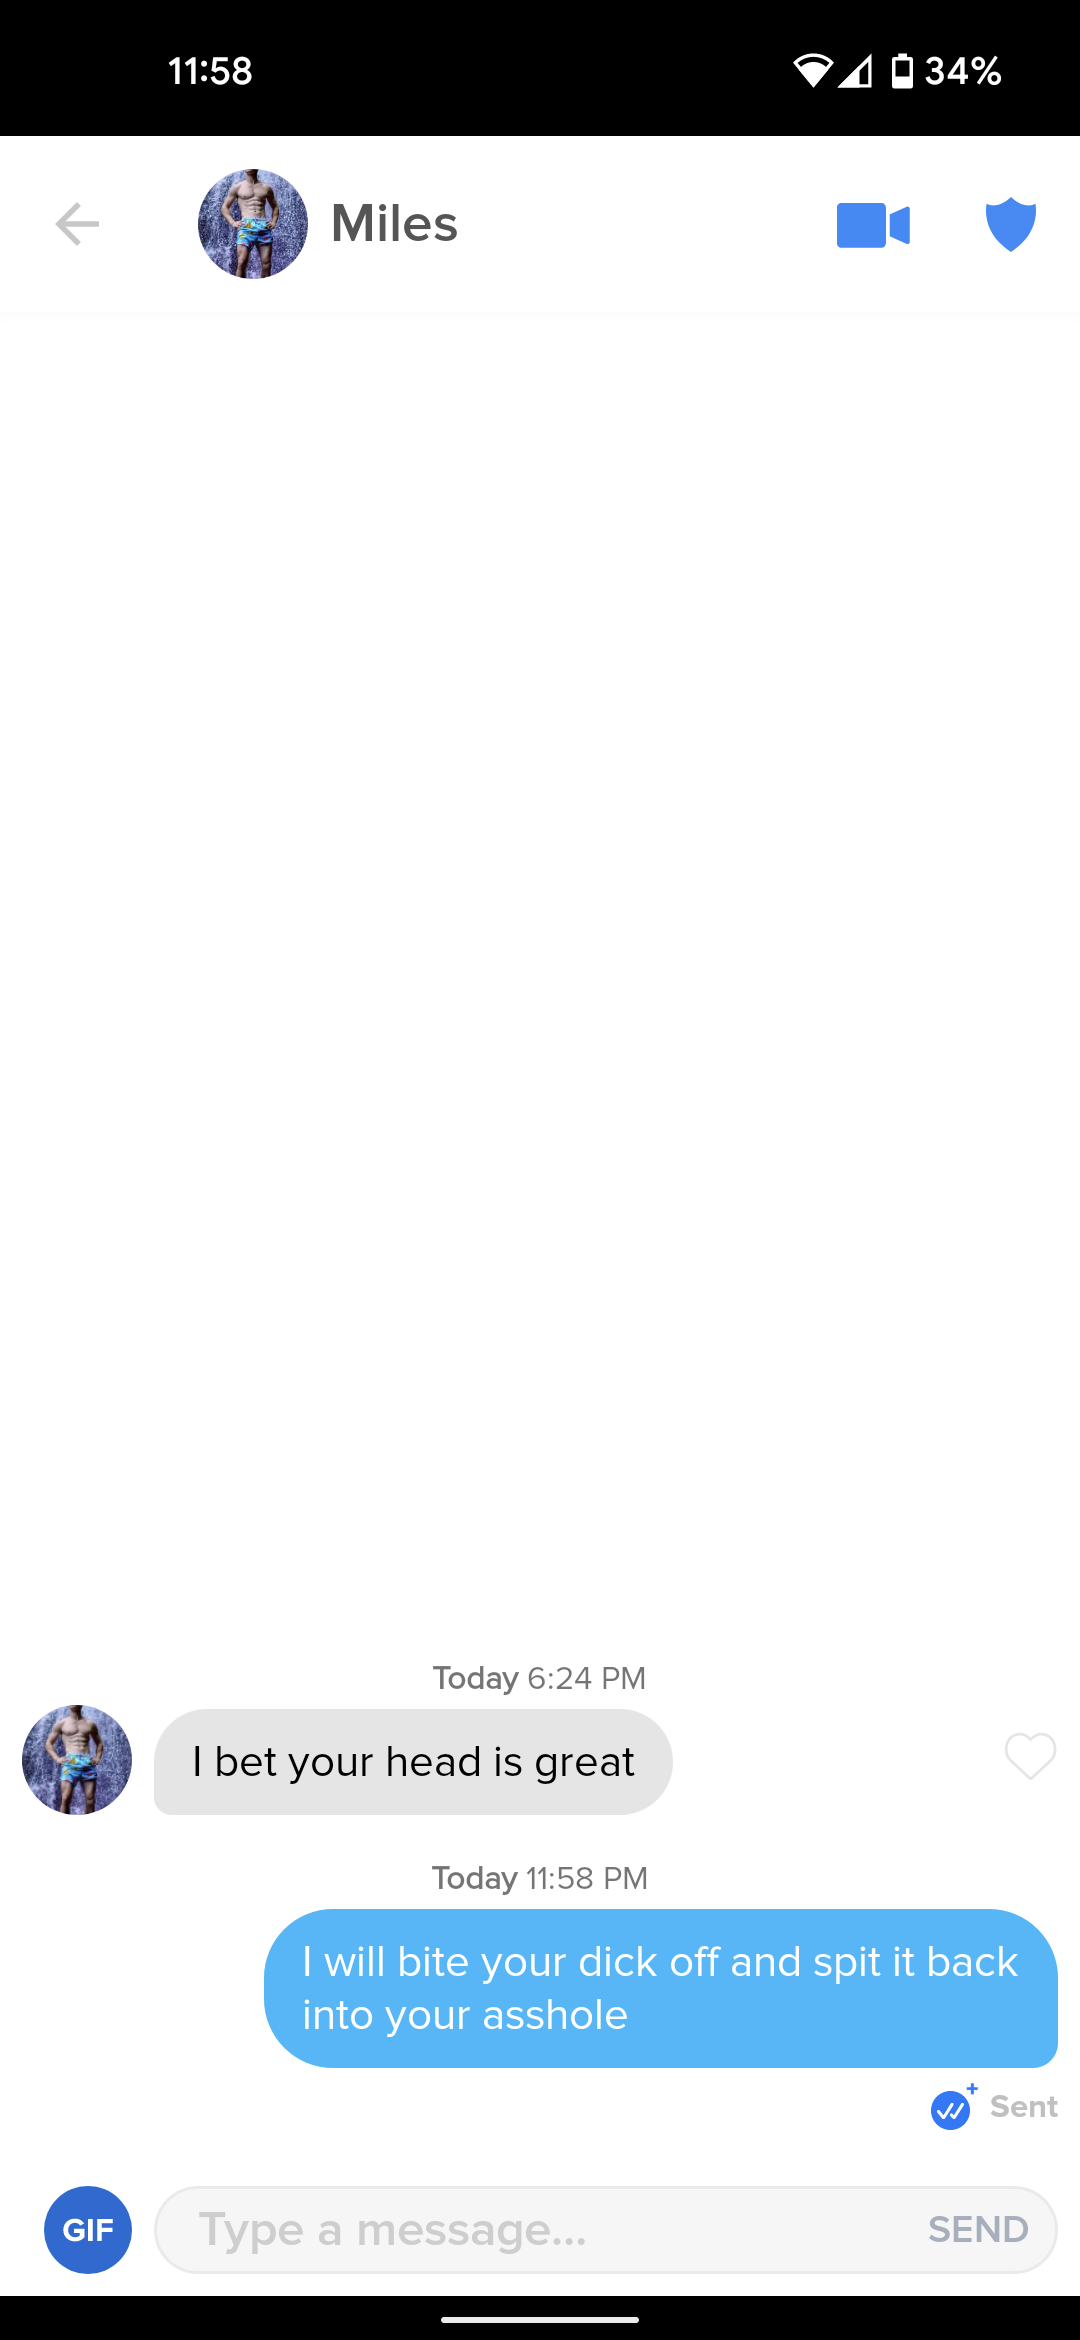 11:58
34%
Miles
Today 6:24 PM
I bet your head is great
Today 11:58 PM
I will bite your dick off and spit it back
into your asshole
Sent
GIF
Type a message...
SEND